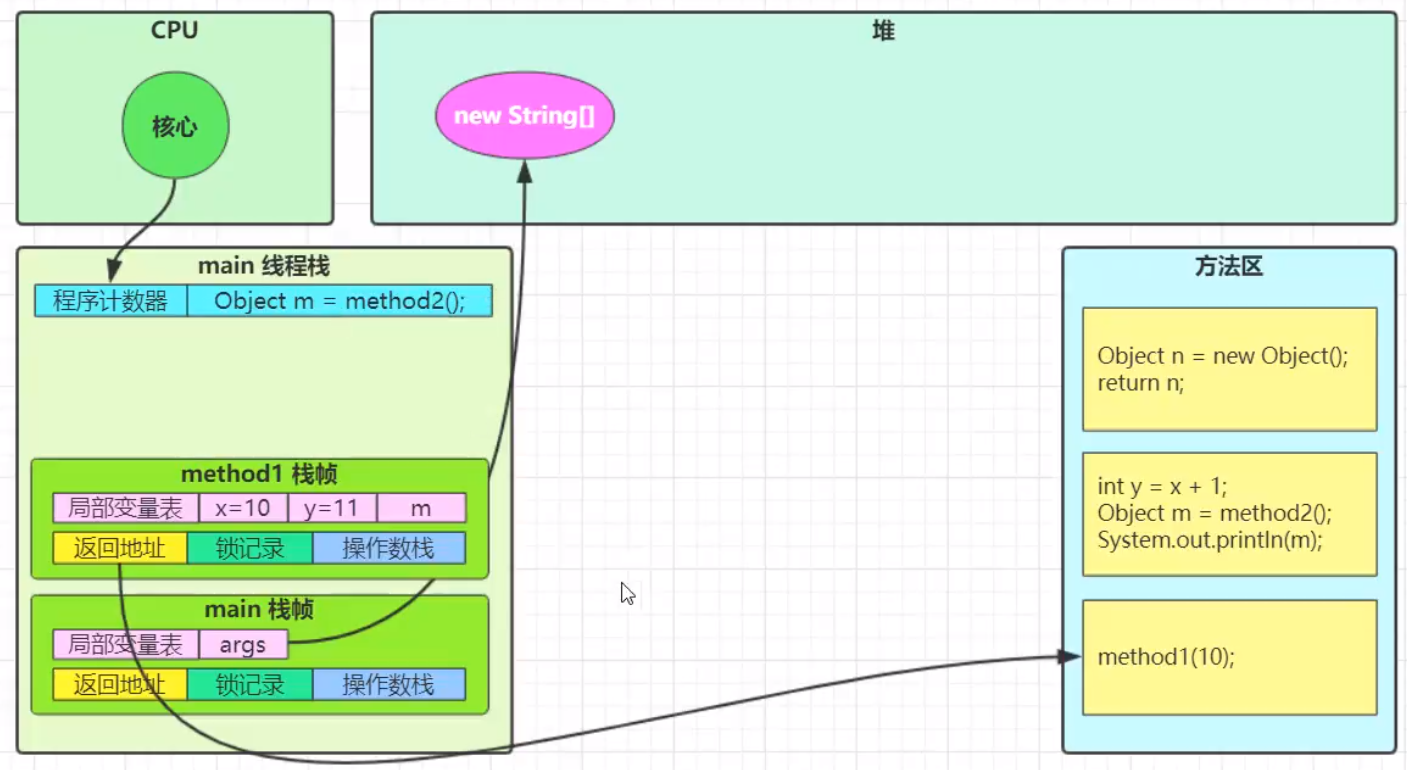 CPU
核心
堆
new String[]
main 线程栈
程序计数器
Object m = method2();
method1 栈帧
局部变量表
x=10
y=11
m
返回地址
锁记录
操作数栈
main 栈帧
局部变量表
args
返回地址
锁记录
操作数栈
方法区
Object n = new Object();
return n;
int y = x + 1;
Object m = method2();
System.out.println(m);
method1(10);